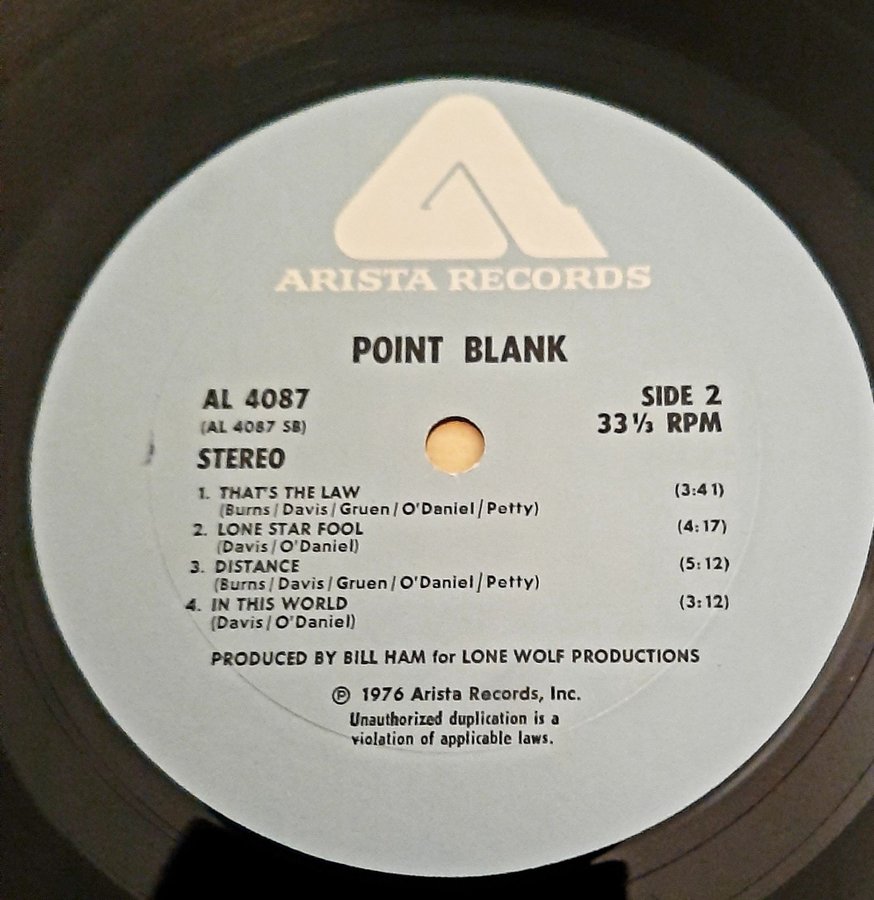 ARISTA RECORDS
POINT BLANK
AL 4087
(AL 4087 SB)
STEREO
SIDE 2
33⅓ RPM
1. THAT'S THE LAW (3:41)
(Burns/Davis/Gruen/O'Daniel/Petty)
2. LONE STAR FOOL (4:17)
(Davis/O'Daniel)
3. DISTANCE (5:12)
(Burns/Davis/Gruen/O'Daniel/Petty)
4. IN THIS WORLD (3:12)
(Davis/O'Daniel)
PRODUCED BY BILL HAM for LONE WOLF PRODUCTIONS
℗ 1976 Arista Records, Inc.
Unauthorized duplication is a
violation of applicable laws.